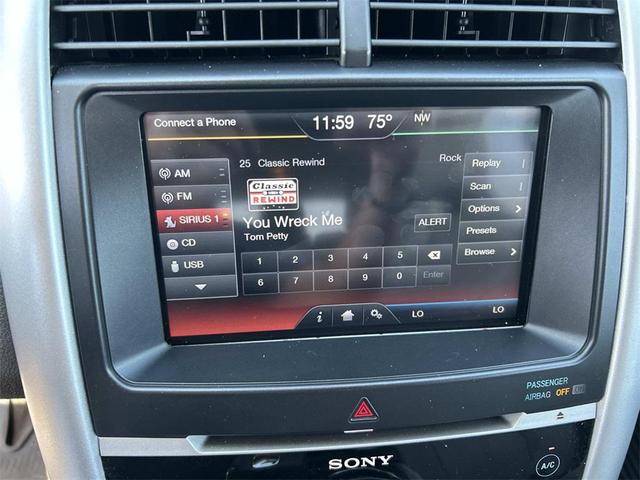 Connect a Phone
11:59 75°
NW
25 Classic Rewind
Rock
Classic
REWIND
You Wreck Me
Tom Petty
ALERT
AM
FM
SIRIUS 1
CD
USB
1 2 3 4 5
6 7 8 9 0 Enter
Replay
Scan
Options >
Presets
Browse >
i
LO
LO
PASSENGER
AIRBAG OFF
SONY
A/C